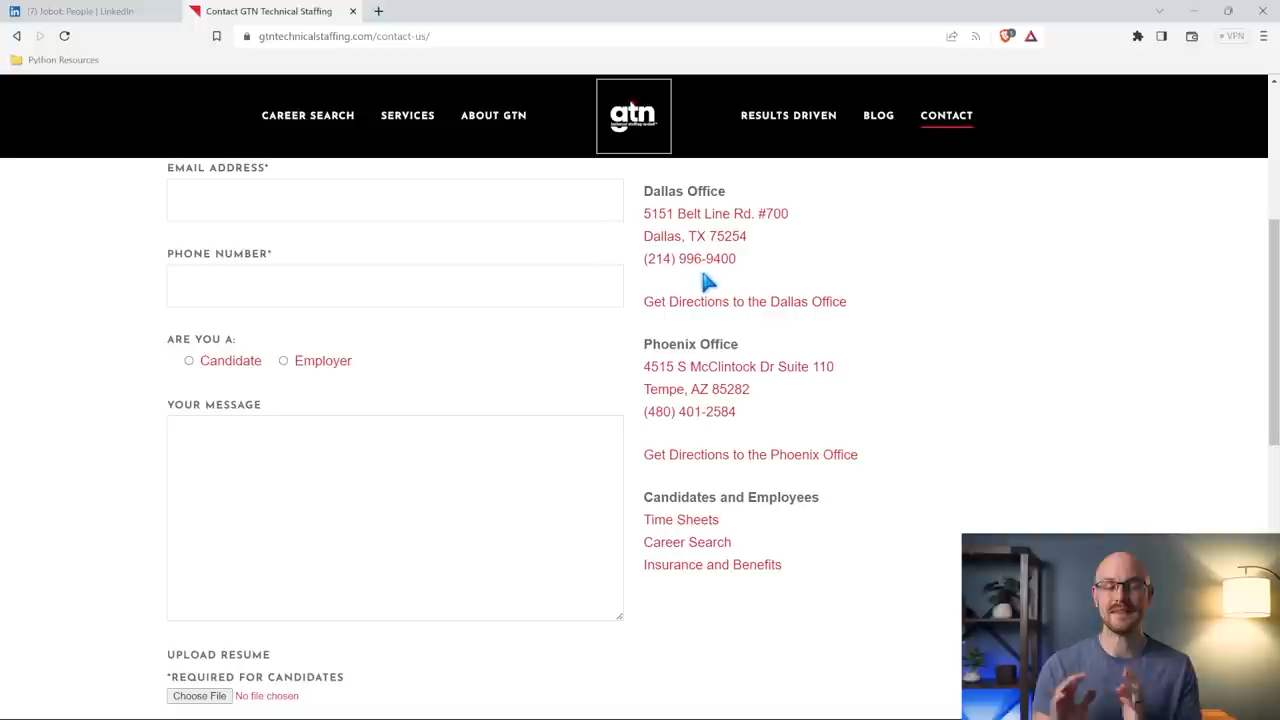 (7) Jobot: People | LinkedIn
Contact GTN Technical Staffing
gtntechnicalstaffing.com/contact-us/
VPN
Python Resources
CAREER SEARCH
SERVICES
ABOUT GTN
gtn
RESULTS DRIVEN
BLOG
CONTACT
EMAIL ADDRESS*
PHONE NUMBER*
ARE YOU A:
Candidate
Employer
YOUR MESSAGE
UPLOAD RESUME
*REQUIRED FOR CANDIDATES
Choose File No file chosen
Dallas Office
5151 Belt Line Rd. #700
Dallas, TX 75254
(214) 996-9400
Get Directions to the Dallas Office
Phoenix Office
4515 S McClintock Dr Suite 110
Tempe, AZ 85282
(480) 401-2584
Get Directions to the Phoenix Office
Candidates and Employees
Time Sheets
Career Search
Insurance and Benefits